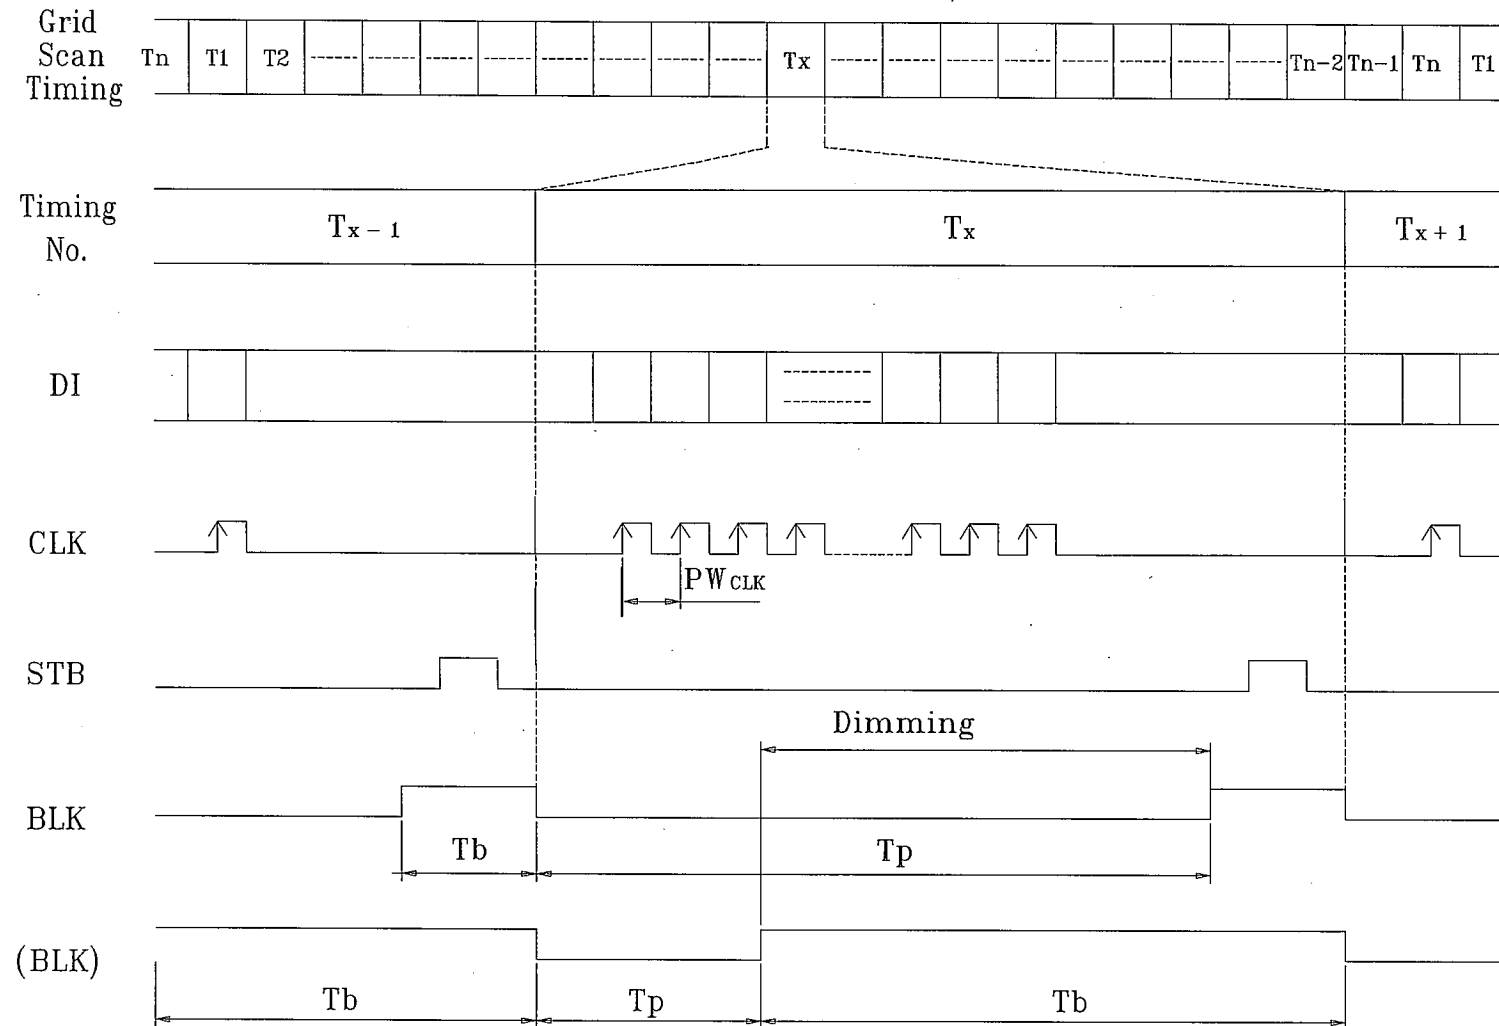 Grid
Scan
Timing
Tn T1 T2 Tx Tn-2 Tn-1 Tn T1
Timing
No.
Tx-1 Tx Tx+1
DI
CLK
PWCLK
STB
Dimming
BLK
Tb Tp
(BLK)
Tb Tp Tb